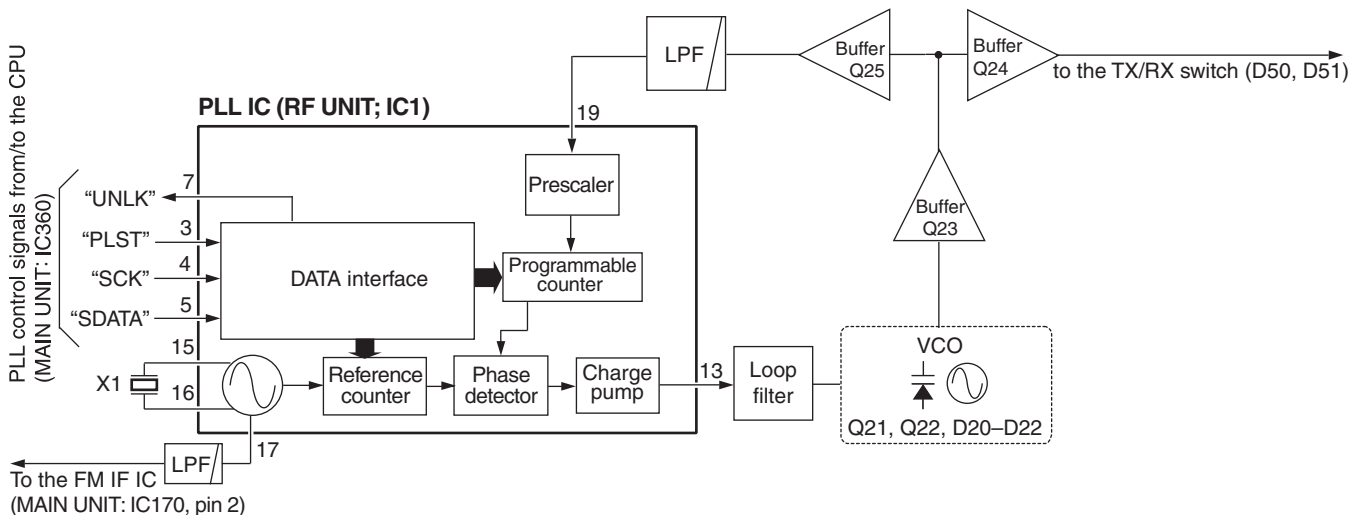 LPF
Buffer
Q25
Buffer
Q24
to the TX/RX switch (D50, D51)
PLL control signals from/to the CPU
(MAIN UNIT: IC360)
PLL IC (RF UNIT; IC1)
19
Prescaler
Buffer
Q23
7
“UNLK”
3
“PLST”
4
“SCK”
5
“SDATA”
DATA interface
Programmable
counter
15
X1
16
Reference
counter
Phase
detector
Charge
pump
13
Loop
filter
VCO
Q21, Q22, D20–D22
17
LPF
To the FM IF IC
(MAIN UNIT: IC170, pin 2)